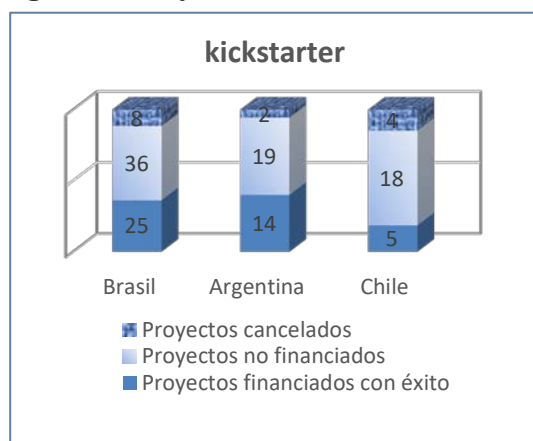 kickstarter
8
2
4
36
19
18
25
14
5
Brasil
Argentina
Chile
Proyectos cancelados
Proyectos no financiados
Proyectos financiados con éxito